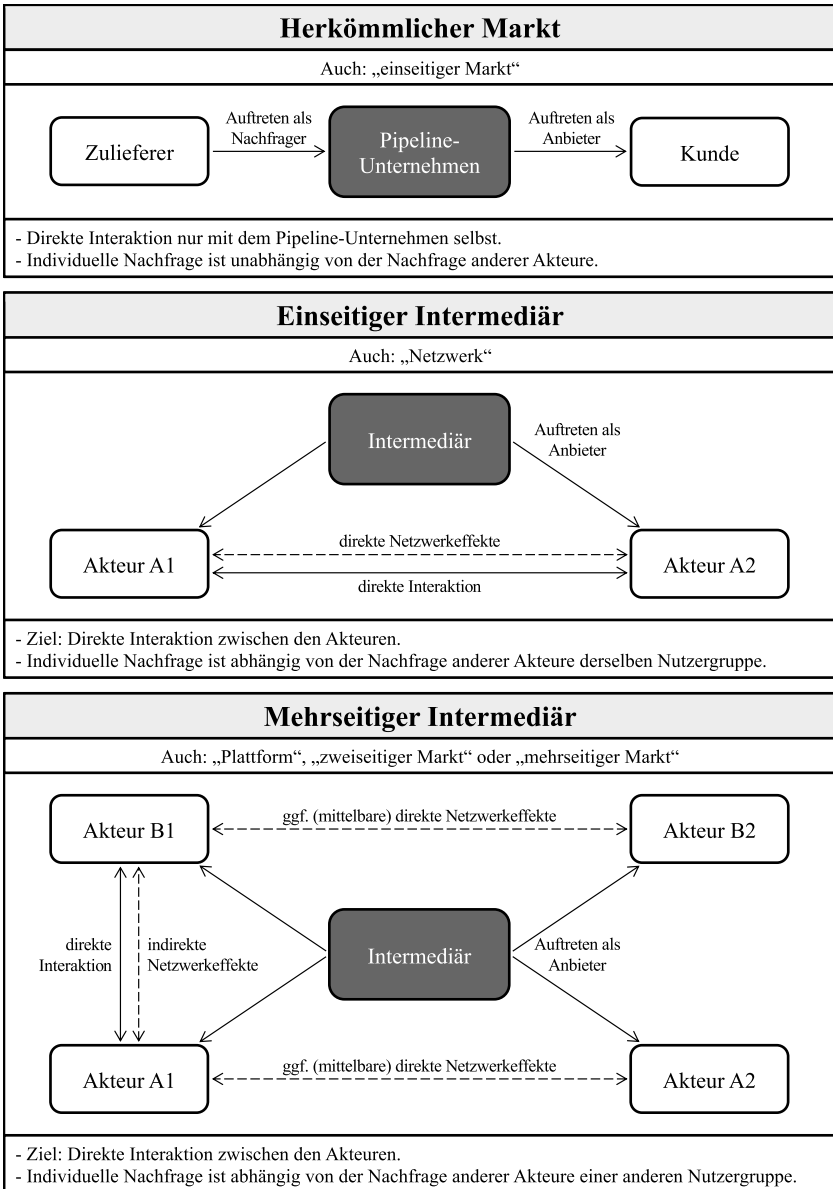 Herkömmlicher Markt
Auch: „einseitiger Markt“
Zulieferer
Auftreten als
Nachfrager
Pipeline-
Unternehmen
Auftreten als
Anbieter
Kunde
- Direkte Interaktion nur mit dem Pipeline-Unternehmen selbst.
- Individuelle Nachfrage ist unabhängig von der Nachfrage anderer Akteure.
Einseitiger Intermediär
Auch: „Netzwerk“
Intermediär
Auftreten als
Anbieter
Akteur A1
direkte Netzwerkeffekte
direkte Interaktion
Akteur A2
- Ziel: Direkte Interaktion zwischen den Akteuren.
- Individuelle Nachfrage ist abhängig von der Nachfrage anderer Akteure derselben Nutzergruppe.
Mehrseitiger Intermediär
Auch: „Plattform“, „zweiseitiger Markt“ oder „mehrseitiger Markt“
Akteur B1
ggf. (mittelbare) direkte Netzwerkeffekte
Akteur B2
direkte
Interaktion
indirekte
Netzwerkeffekte
Intermediär
Auftreten als
Anbieter
Akteur A1
ggf. (mittelbare) direkte Netzwerkeffekte
Akteur A2
- Ziel: Direkte Interaktion zwischen den Akteuren.
- Individuelle Nachfrage ist abhängig von der Nachfrage anderer Akteure einer anderen Nutzergruppe.